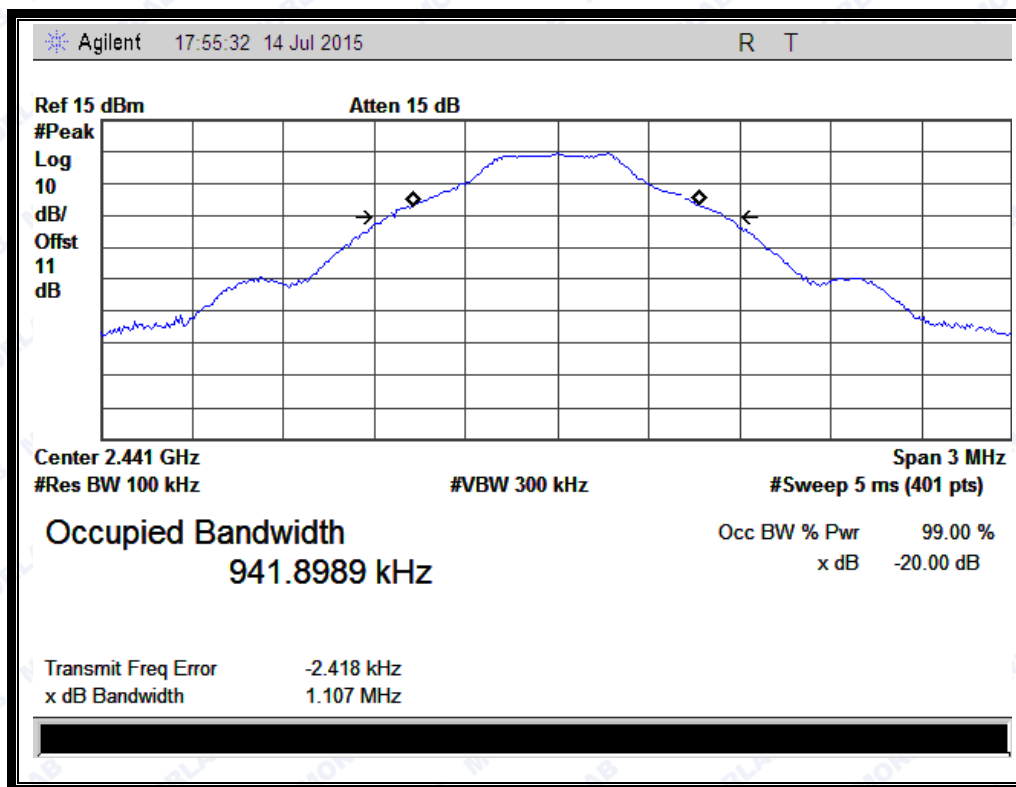 Agilent 17:55:32 14 Jul 2015 R T
Ref 15 dBm Atten 15 dB
#Peak
Log
10
dB/
Offst
11
dB
Center 2.441 GHz Span 3 MHz
#Res BW 100 kHz #VBW 300 kHz #Sweep 5 ms (401 pts)
Occupied Bandwidth Occ BW % Pwr 99.00 %
941.8989 kHz x dB -20.00 dB
Transmit Freq Error -2.418 kHz
x dB Bandwidth 1.107 MHz